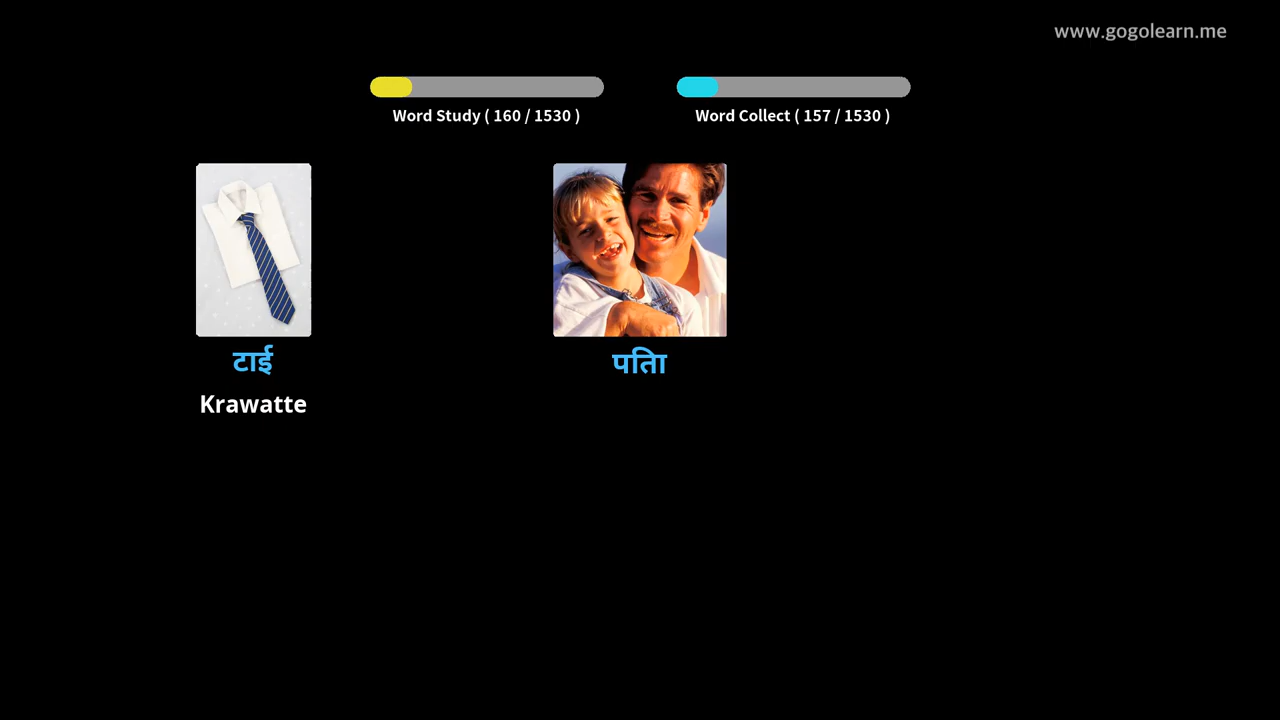 www.gogolearn.me
Word Study ( 160 / 1530 )
Word Collect ( 157 / 1530 )
टाई
पिता
Krawatte